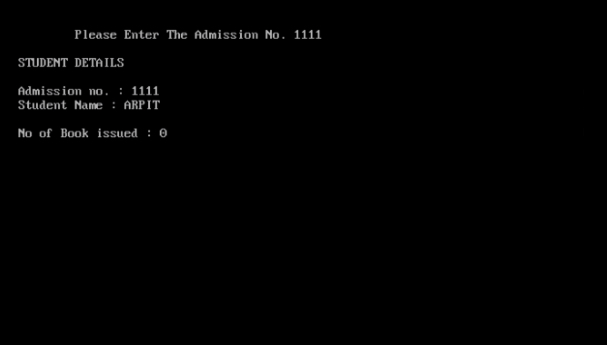 Please Enter The Admission No. 1111
STUDENT DETAILS
Admission no. : 1111
Student Name : ARPIT
No of Book issued : 0